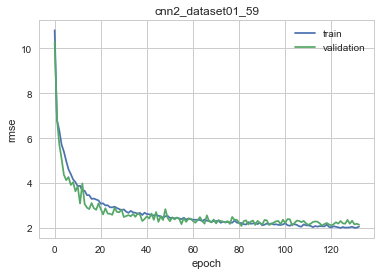 cnn2_dataset01_59
train
validation
rmse
10
8
6
4
2
0 20 40 60 80 100 120
epoch